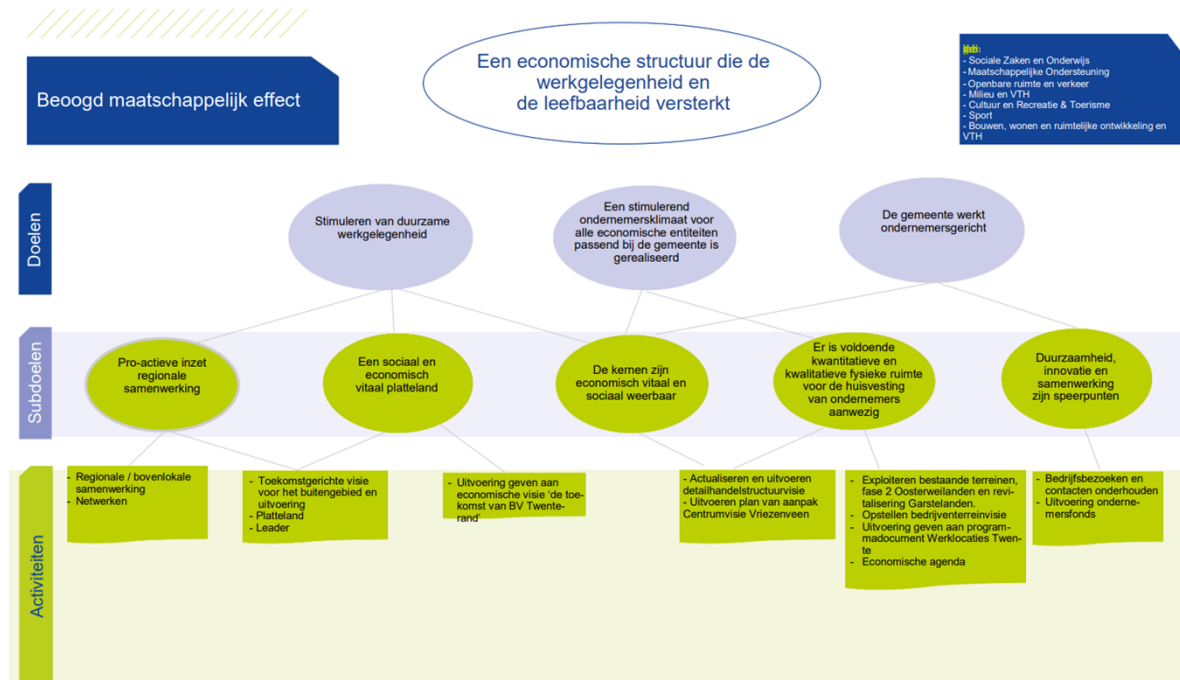 Beoogd maatschappelijk effect
Een economische structuur die de
werkgelegenheid en
de leefbaarheid versterkt
- Sociale Zaken en Onderwijs
- Maatschappelijke Ondersteuning
- Openbare ruimte en verkeer
- Milieu en VTH
- Cultuur en Recreatie & Toerisme
- Sport
- Bouwen, wonen en ruimtelijke ontwikkeling en
VTH
Doelen
Stimuleren van duurzame
werkgelegenheid
Een stimulerend
ondernemersklimaat voor
alle economische entiteiten
passend bij de gemeente is
gerealiseerd
De gemeente werkt
ondernemersgericht
Subdoelen
Pro-actieve inzet
regionale
samenwerking
Een sociaal en
economisch
vitaal platteland
De kernen zijn
economisch vitaal en
sociaal weerbaar
Er is voldoende
kwantitatieve en
kwalitatieve fysieke ruimte
voor de huisvesting
van ondernemers
aanwezig
Duurzaamheid,
innovatie en
samenwerking
zijn speerpunten
Activiteiten
- Regionale / bovenlokale
samenwerking
- Netwerken
- Toekomstgerichte visie
voor het buitengebied en
uitvoering
- Platteland
- Leader
- Uitvoering geven aan
economische visie ‘de toe-
komst van BV Twente-
rand’
- Actualiseren en uitvoeren
detailhandelstructuurvisie
- Uitvoeren plan van aanpak
Centrumvisie Vriezenveen
- Exploiteren bestaande terreinen,
fase 2 Oosterweilanden en revi-
talisering Garstelanden.
- Opstellen bedrijventerreinvisie
- Uitvoering geven aan program-
madocument Werklocaties Twen-
te
- Economische agenda
- Bedrijfsbezoeken en
contacten onderhouden
- Uitvoering onderne-
mersfonds